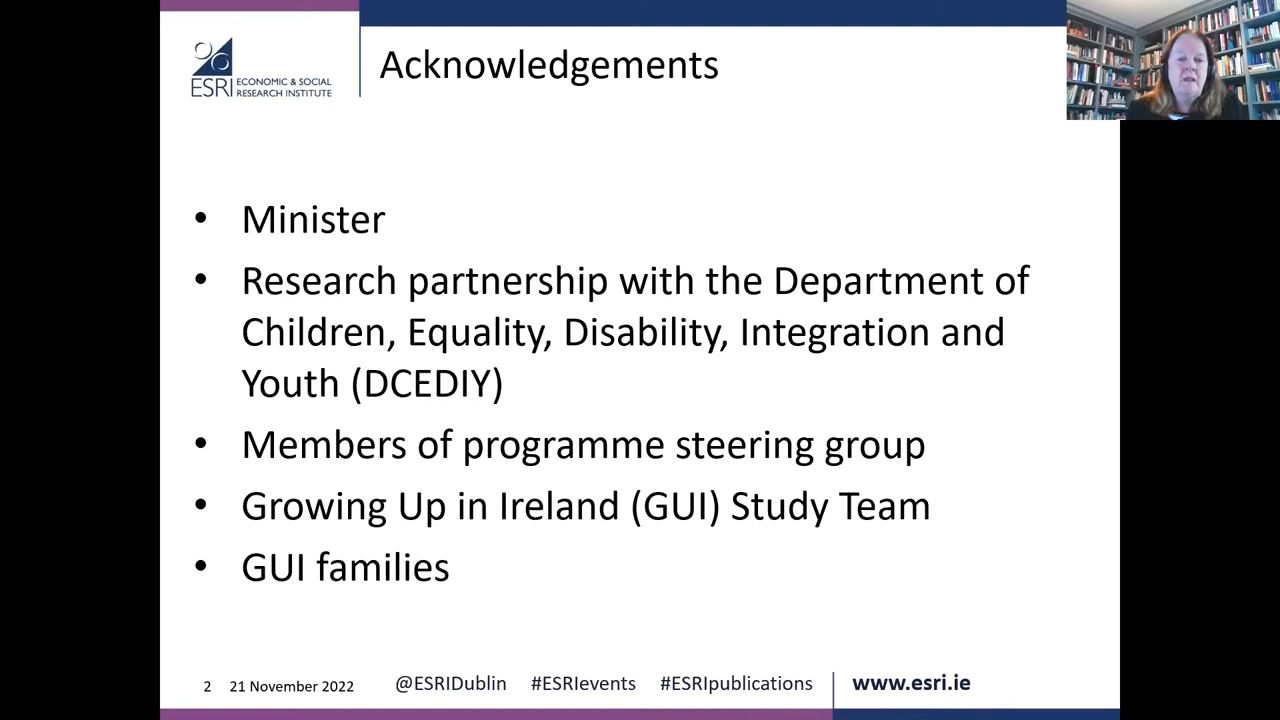 ESRI ECONOMIC & SOCIAL
RESEARCH INSTITUTE
Acknowledgements
• Minister
• Research partnership with the Department of
Children, Equality, Disability, Integration and
Youth (DCEDIY)
• Members of programme steering group
• Growing Up in Ireland (GUI) Study Team
• GUI families
2 21 November 2022 @ESRIDublin #ESRIevents #ESRIpublications www.esri.ie